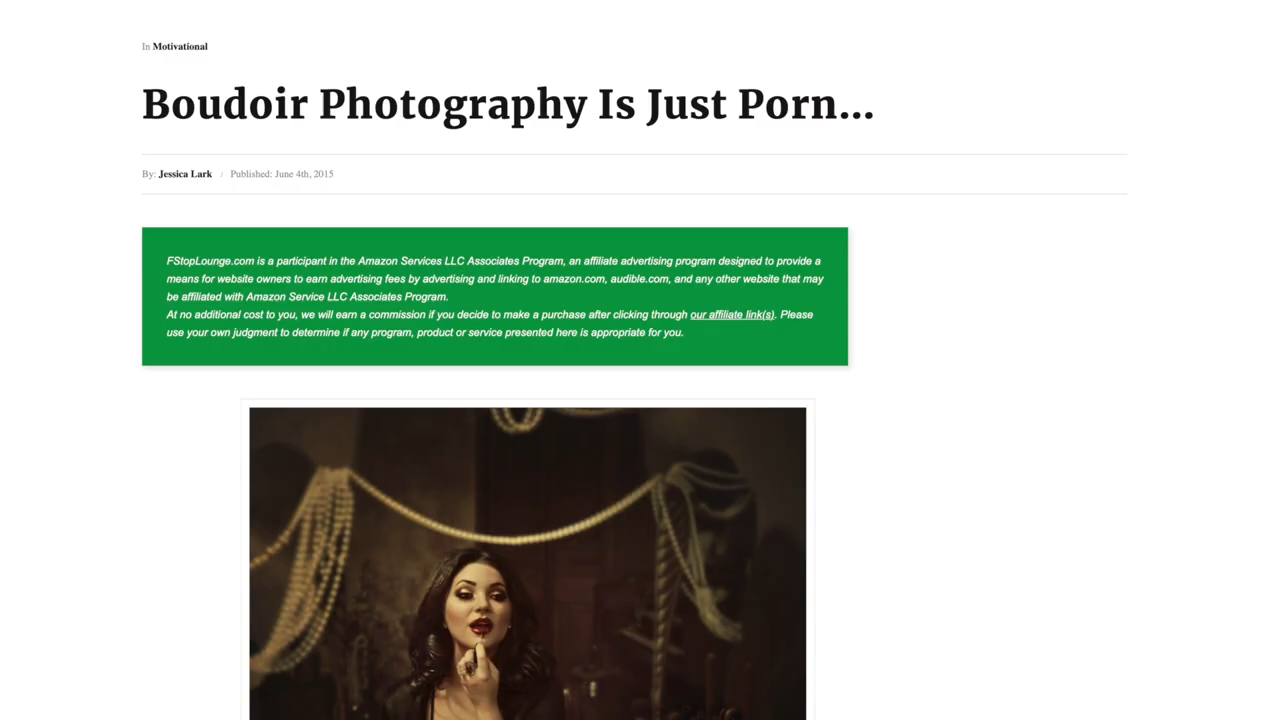 In Motivational
Boudoir Photography Is Just Porn...
By: Jessica Lark / Published: June 4th, 2015
FStopLounge.com is a participant in the Amazon Services LLC Associates Program, an affiliate advertising program designed to provide a
means for website owners to earn advertising fees by advertising and linking to amazon.com, audible.com, and any other website that may
be affiliated with Amazon Service LLC Associates Program.
At no additional cost to you, we will earn a commission if you decide to make a purchase after clicking through our affiliate link(s). Please
use your own judgment to determine if any program, product or service presented here is appropriate for you.